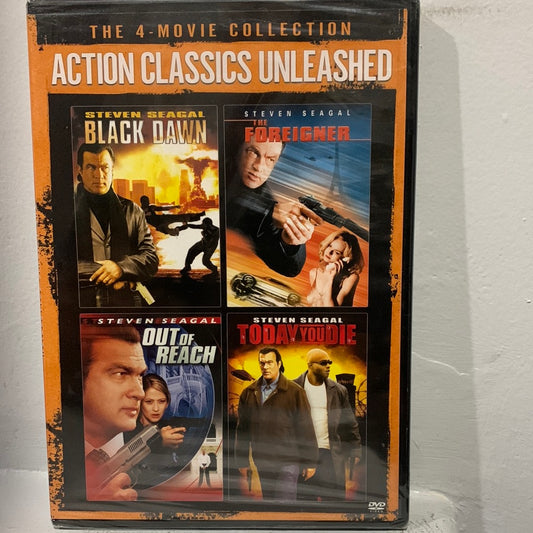 THE 4-MOVIE COLLECTION
ACTION CLASSICS UNLEASHED
STEVEN SEAGAL
BLACK DAWN
STEVEN SEAGAL
THE
FOREIGNER
STEVEN SEAGAL
OUT OF
REACH
STEVEN SEAGAL
TODAY YOU DIE
DVD